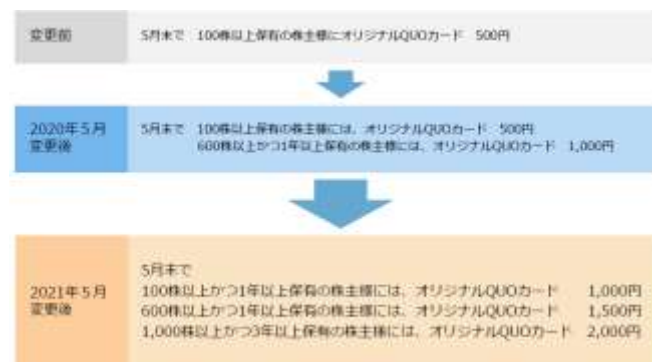 変更前
5月末で 100株以上保有の株主様にオリジナルQUOカード 500円
2020年5月
変更後
5月末で 100株以上保有の株主様には、オリジナルQUOカード 500円
600株以上かつ1年以上保有の株主様には、オリジナルQUOカード 1,000円
2021年5月
変更後
5月末で
100株以上かつ1年以上保有の株主様には、オリジナルQUOカード 1,000円
600株以上かつ1年以上保有の株主様には、オリジナルQUOカード 1,500円
1,000株以上かつ3年以上保有の株主様には、オリジナルQUOカード 2,000円